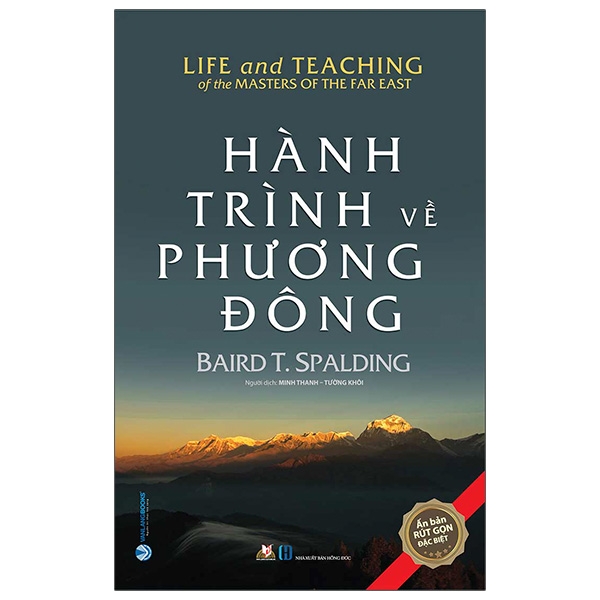 LIFE and TEACHING
of the MASTERS OF THE FAR EAST
HÀNH
TRÌNH VỀ
PHƯƠNG
ĐÔNG
BAIRD T. SPALDING
Người dịch: MINH THANH – TƯỜNG KHÔI
Ấn bản
RÚT GỌN
ĐẶC BIỆT
VANLANGBOOKS
NHÀ XUẤT BẢN HỒNG ĐỨC